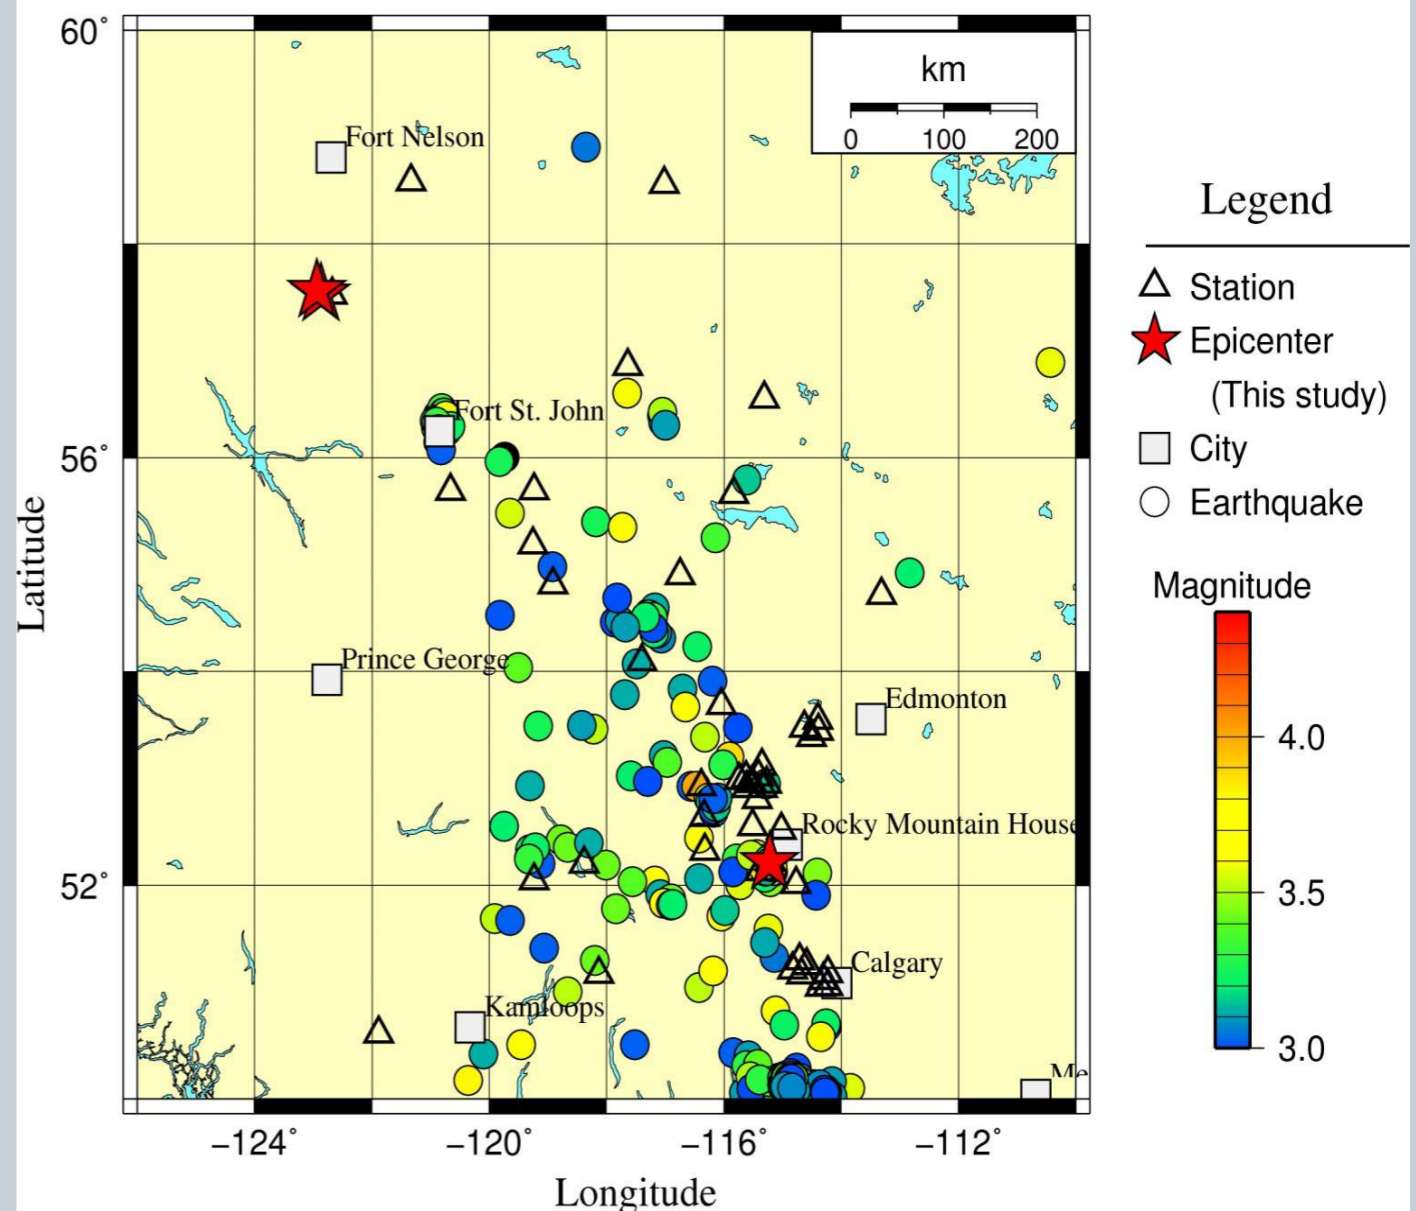 60°
km
0 100 200
Fort Nelson
Legend
Station
Epicenter
(This study)
City
Earthquake
Fort St. John
56°
Latitude
Magnitude
Prince George
Edmonton
4.0
Rocky Mountain House
52°
3.5
Calgary
Kamloops
3.0
Me
−124° −120° −116° −112°
Longitude